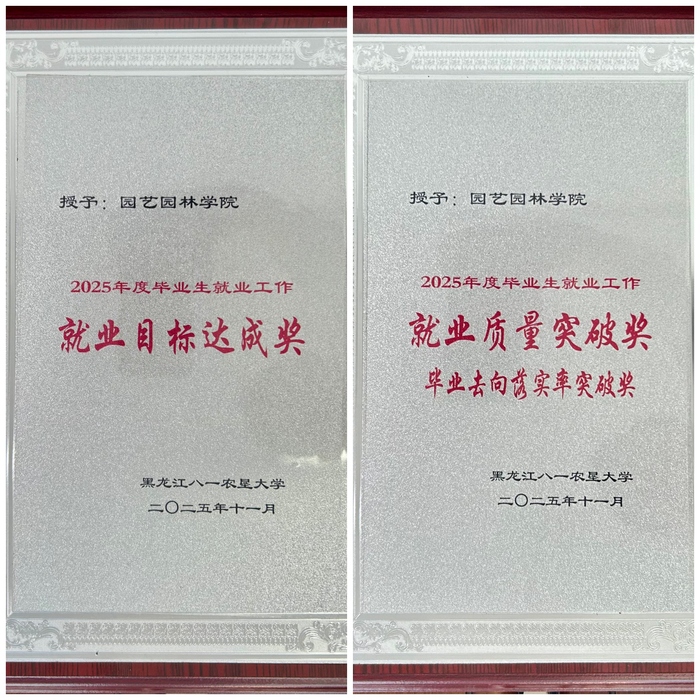 授予：园艺园林学院
2025年度毕业生就业工作
就业目标达成奖
黑龙江八一农垦大学
二〇二五年十一月
授予：园艺园林学院
2025年度毕业生就业工作
就业质量突破奖
毕业去向落实率突破奖
黑龙江八一农垦大学
二〇二五年十一月